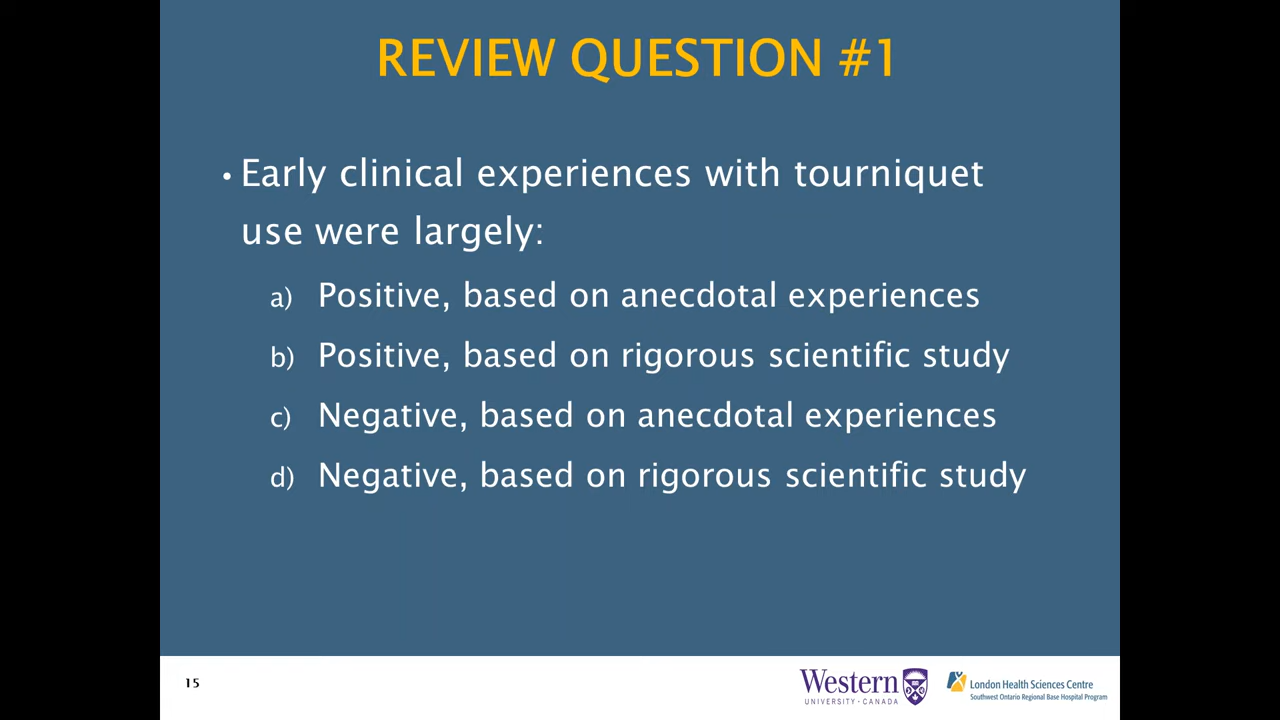 REVIEW QUESTION #1
• Early clinical experiences with tourniquet
use were largely:
a) Positive, based on anecdotal experiences
b) Positive, based on rigorous scientific study
c) Negative, based on anecdotal experiences
d) Negative, based on rigorous scientific study
15
Western
UNIVERSITY · CANADA
London Health Sciences Centre
Southwest Ontario Regional Base Hospital Program